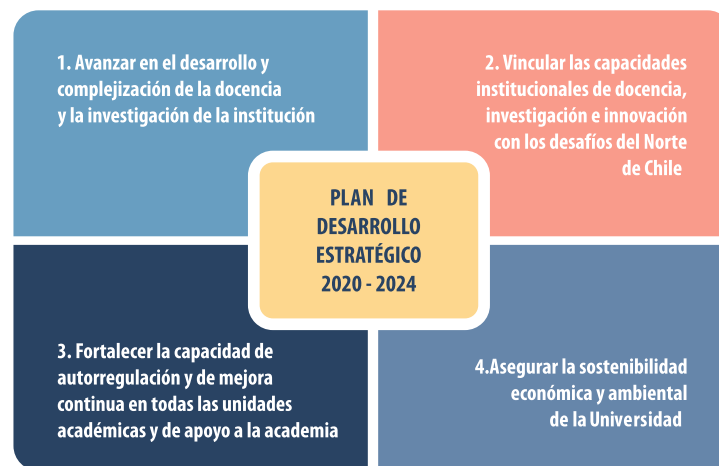 1. Avanzar en el desarrollo y
complejización de la docencia
y la investigación de la institución
2. Vincular las capacidades
institucionales de docencia,
investigación e innovación
con los desafíos del Norte
de Chile
PLAN DE
DESARROLLO
ESTRATÉGICO
2020 - 2024
3. Fortalecer la capacidad de
autorregulación y de mejora
continua en todas las unidades
académicas y de apoyo a la academia
4.Asegurar la sostenibilidad
económica y ambiental
de la Universidad